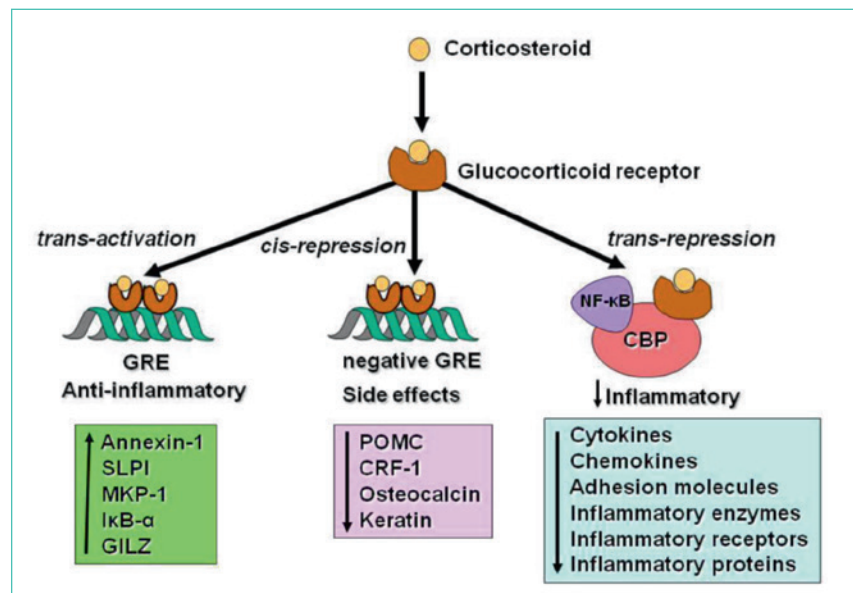 Corticosteroid
Glucocorticoid receptor
trans-activation
cis-repression
trans-repression
GRE
Anti-inflammatory
Annexin-1
SLPI
MKP-1
IκB-α
GILZ
negative GRE
Side effects
POMC
CRF-1
Osteocalcin
Keratin
NF-κB
CBP
↓Inflammatory
Cytokines
Chemokines
Adhesion molecules
Inflammatory enzymes
Inflammatory receptors
Inflammatory proteins